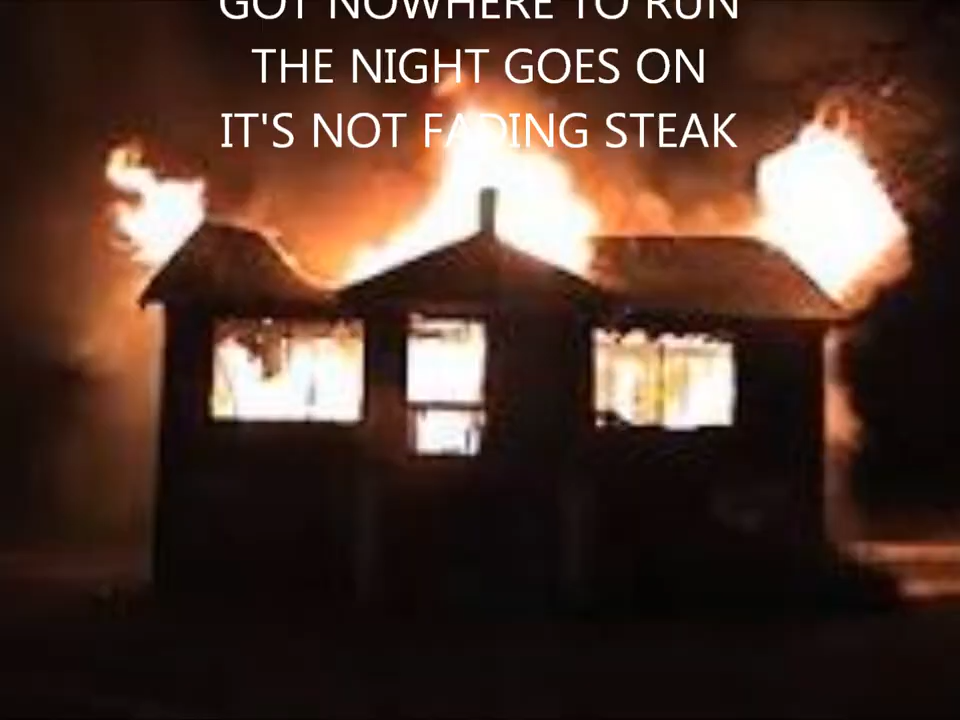 GOT NOWHERE TO RUN
THE NIGHT GOES ON
IT'S NOT FADING STEAK